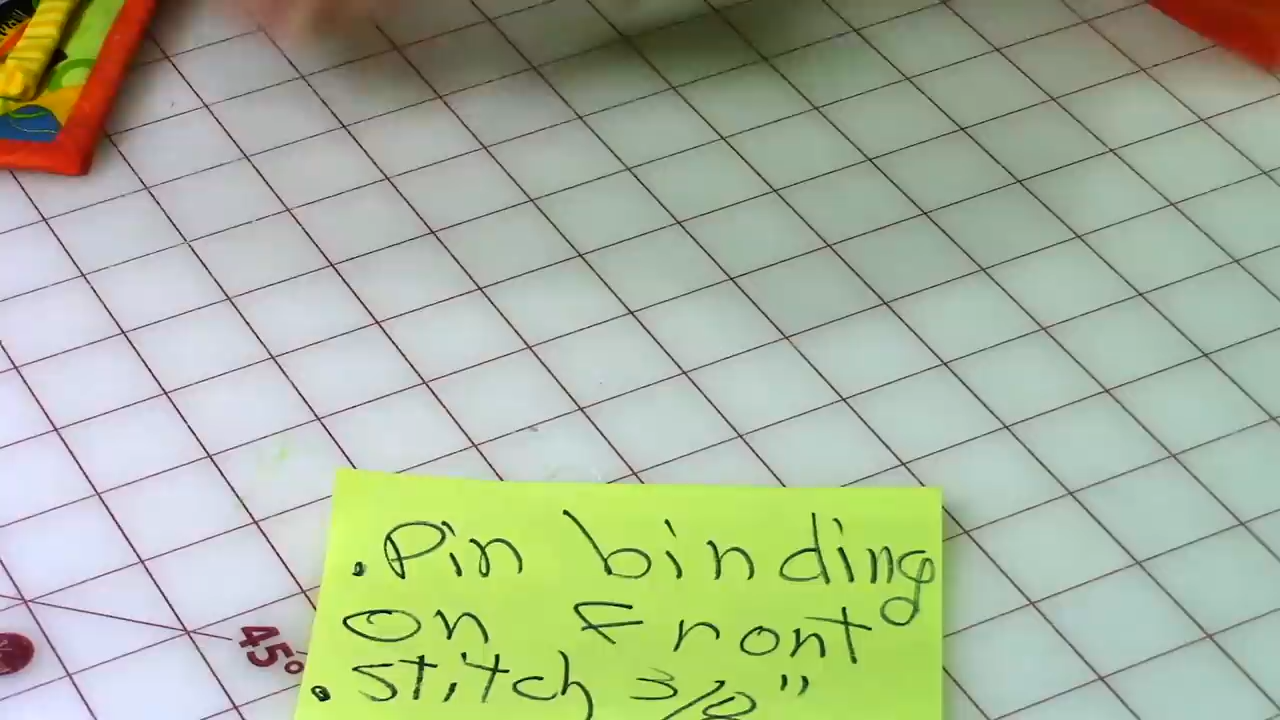 . Pin binding
on front
. stitch 3/8"
45°